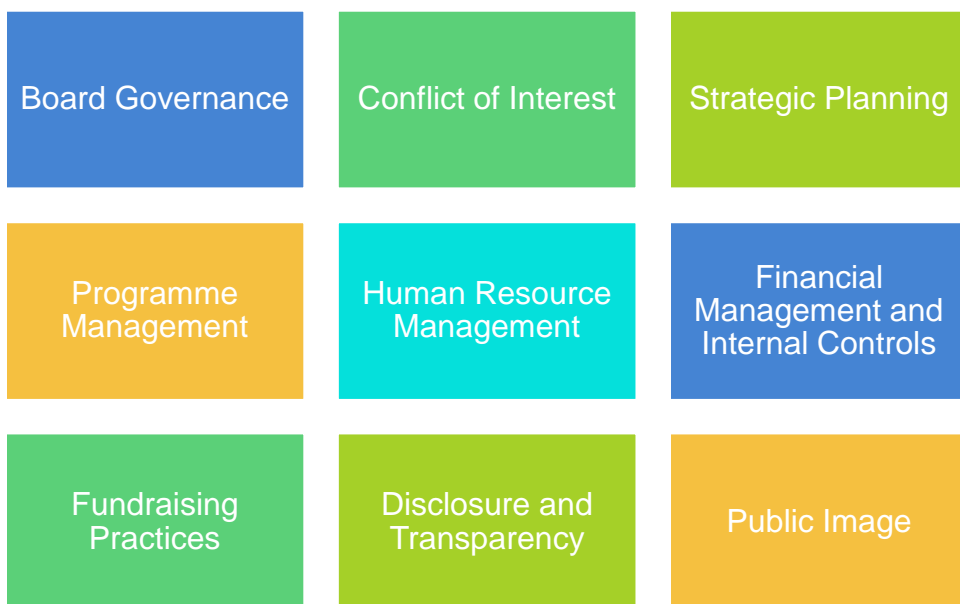 Board Governance
Conflict of Interest
Strategic Planning
Programme
Management
Human Resource
Management
Financial
Management and
Internal Controls
Fundraising
Practices
Disclosure and
Transparency
Public Image